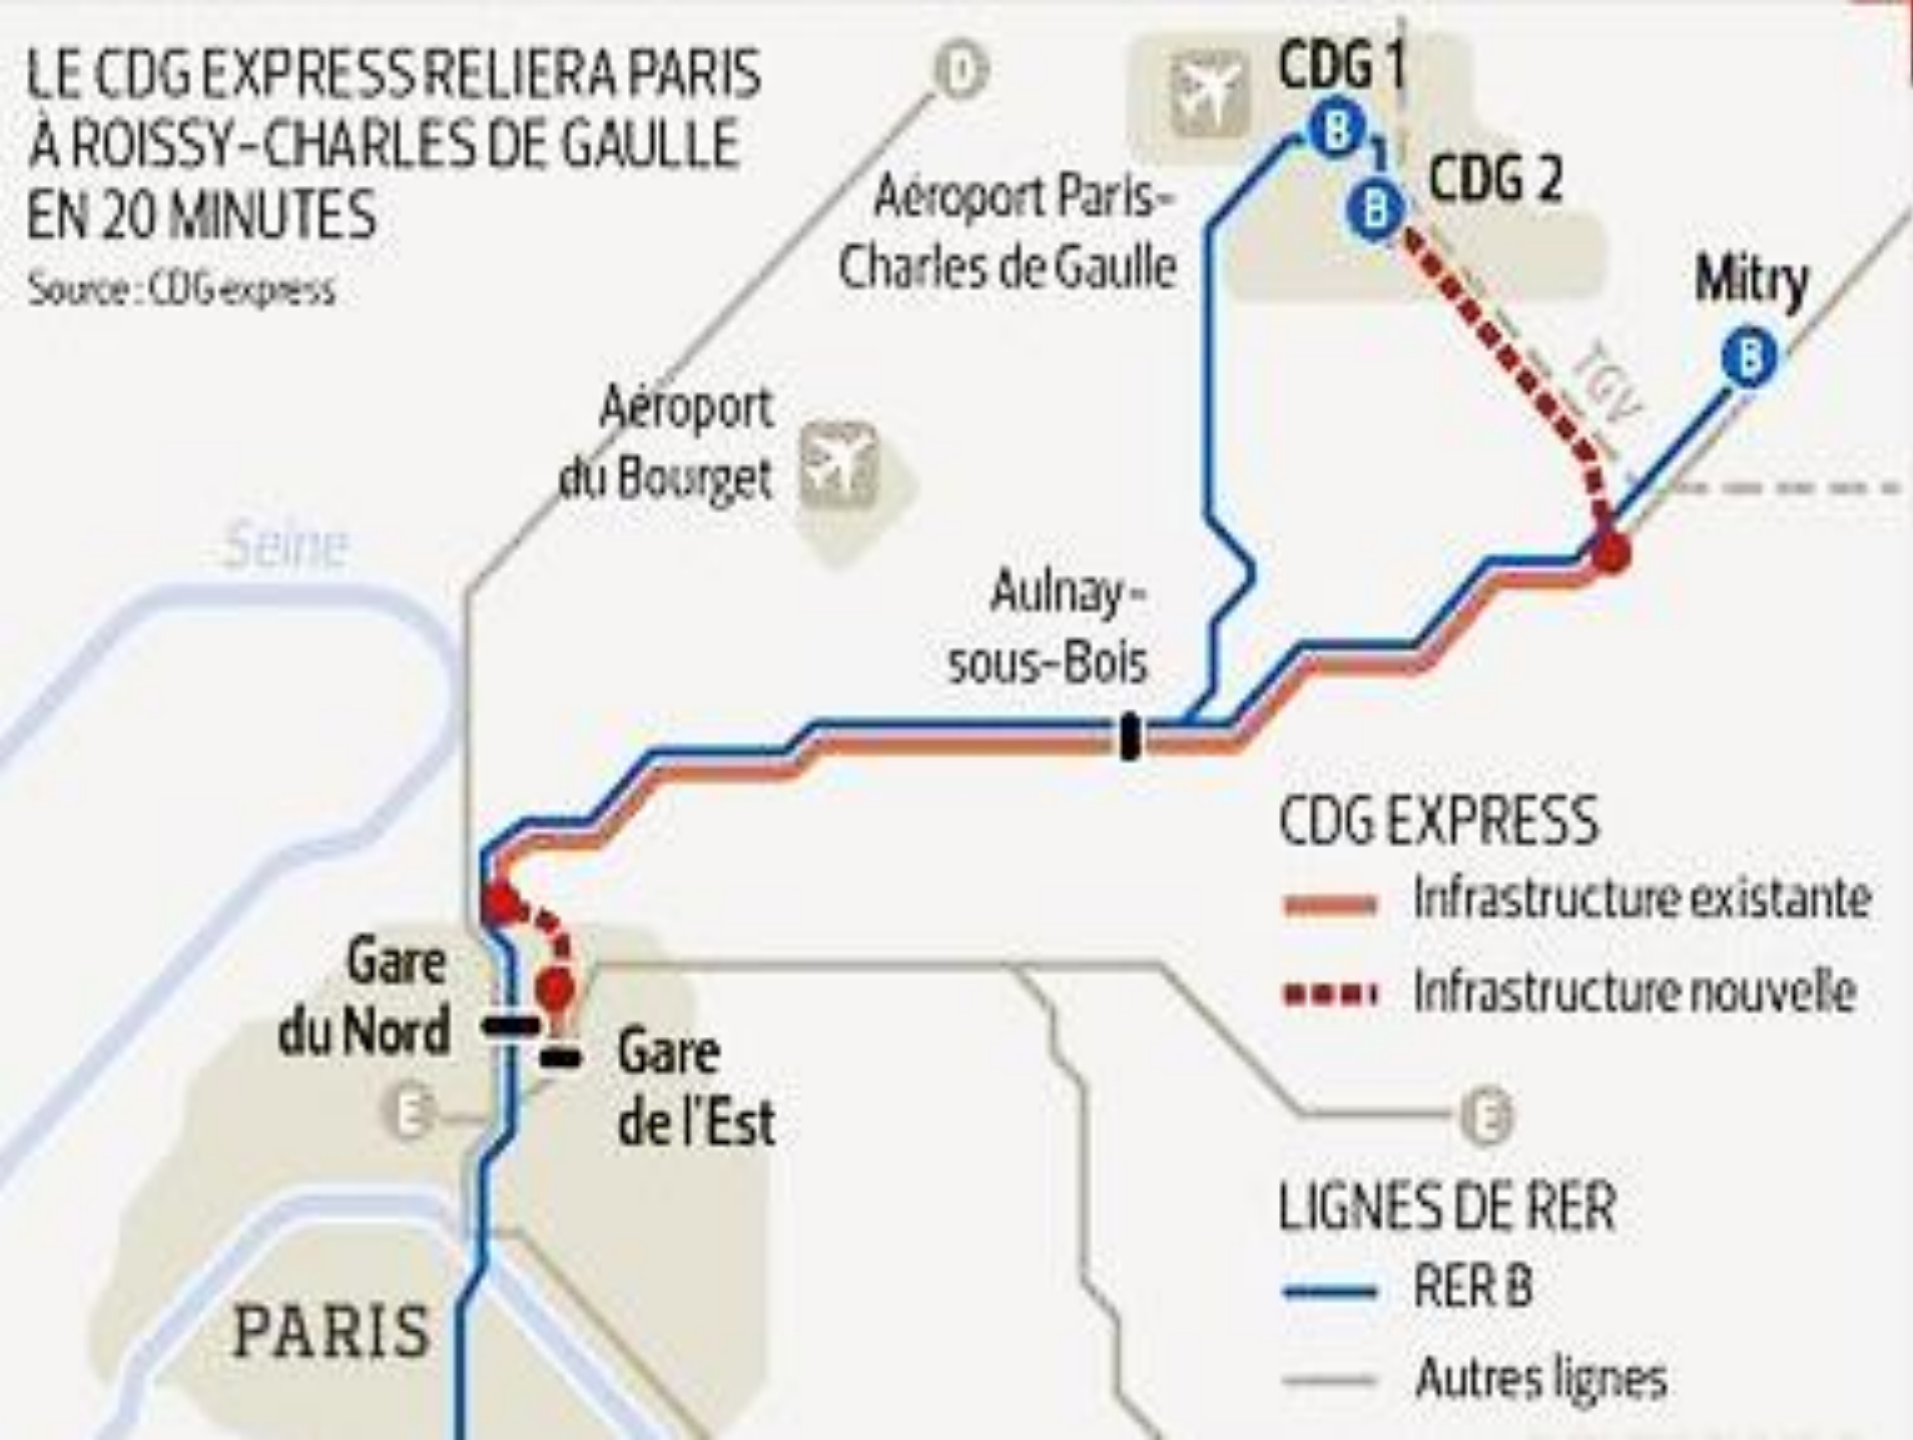 LE CDG EXPRESS RELIERA PARIS
À ROISSY-CHARLES DE GAULLE
EN 20 MINUTES
Source : CDG express
D
CDG 1
B
CDG 2
B
Aéroport Paris-
Charles de Gaulle
Mitry
B
TGV
Aéroport
du Bourget
Seine
Aulnay-
sous-Bois
CDG EXPRESS
Infrastructure existante
Infrastructure nouvelle
Gare
du Nord
Gare
de l'Est
E
E
LIGNES DE RER
RER B
Autres lignes
PARIS